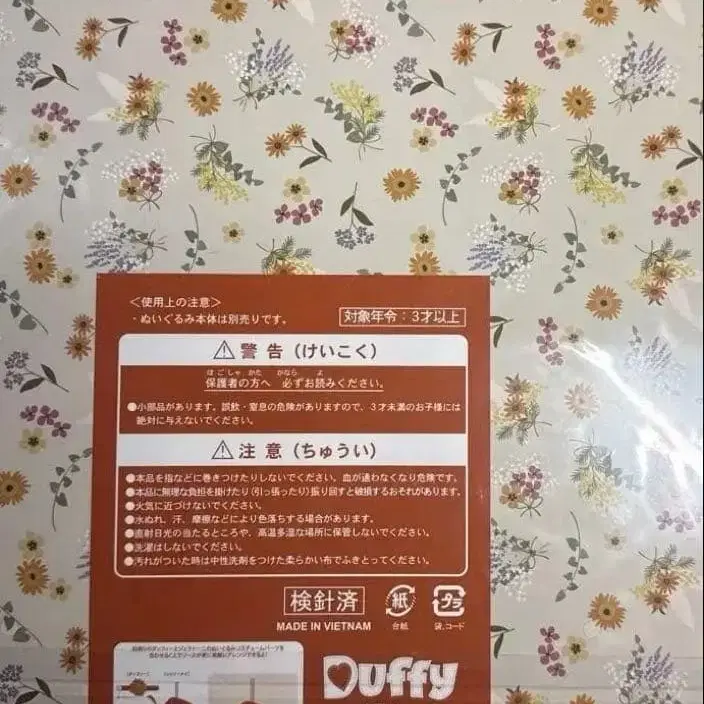 ＜使用上の注意＞
・ぬいぐるみ本体は別売りです。
対象年令：3才以上
⚠警告（けいこく）
ほごしゃ かた かなら よ
保護者の方へ 必ずお読みください。
●小部品があります。誤飲・窒息の危険がありますので、3才未満のお子様には
絶対に与えないでください。
⚠注意（ちゅうい）
●本品を指などに巻きつけたりしないでください。血が通わなくなり危険です。
●本品に無理な負担を掛けたり（引っ張ったり）振り回すと破損するおそれがあります。
●火気に近づけないでください。
●水ぬれ、汗、摩擦などにより色落ちする場合があります。
●直射日光の当たるところや、高温多湿な場所に保管しないでください。
●洗濯はしないでください。
●汚れがついた時は中性洗剤をつけた柔らかい布でふきとってください。
検針済
紙
プラ
MADE IN VIETNAM
台紙
袋、コード
Duffy